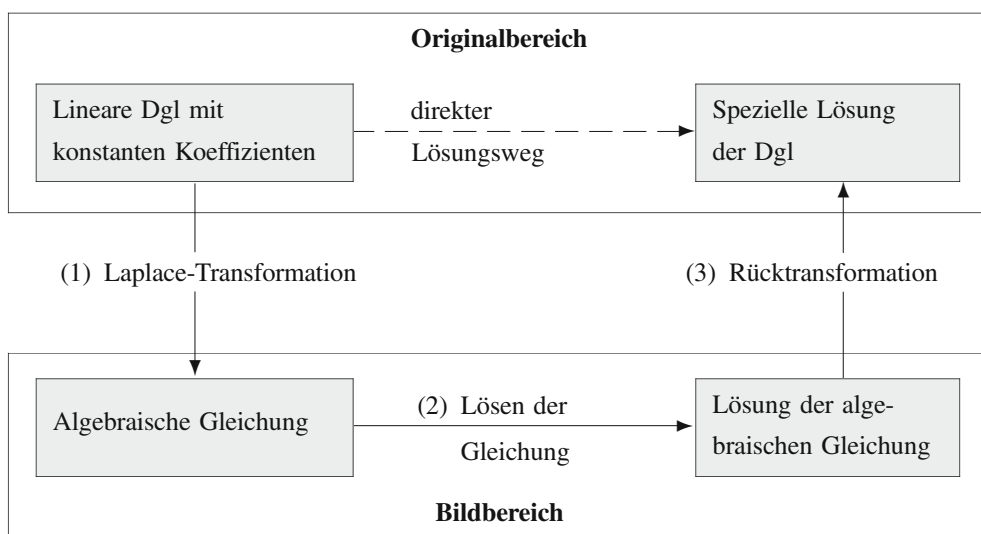 Originalbereich
Lineare Dgl mit
konstanten Koeffizienten
direkter
Lösungsweg
Spezielle Lösung
der Dgl
(1) Laplace-Transformation
(3) Rücktransformation
Algebraische Gleichung
(2) Lösen der
Gleichung
Lösung der alge-
braischen Gleichung
Bildbereich